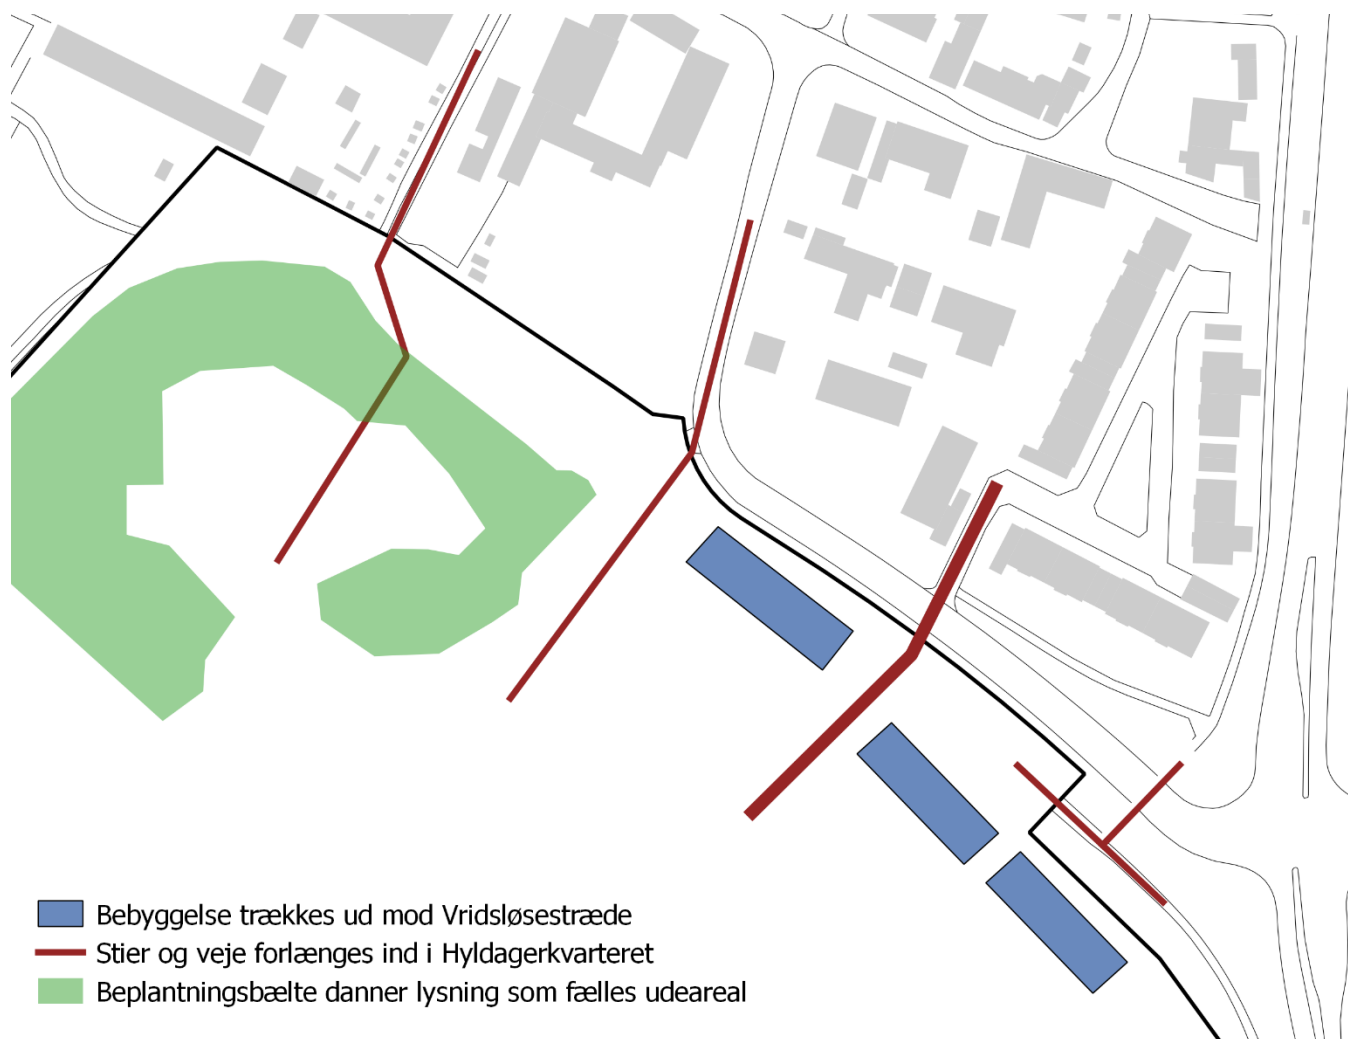 Bebyggelse trækkes ud mod Vridsløsestræde
Stier og veje forlænges ind i Hyldagerkvarteret
Beplantningsbælte danner lysning som fælles udeareal